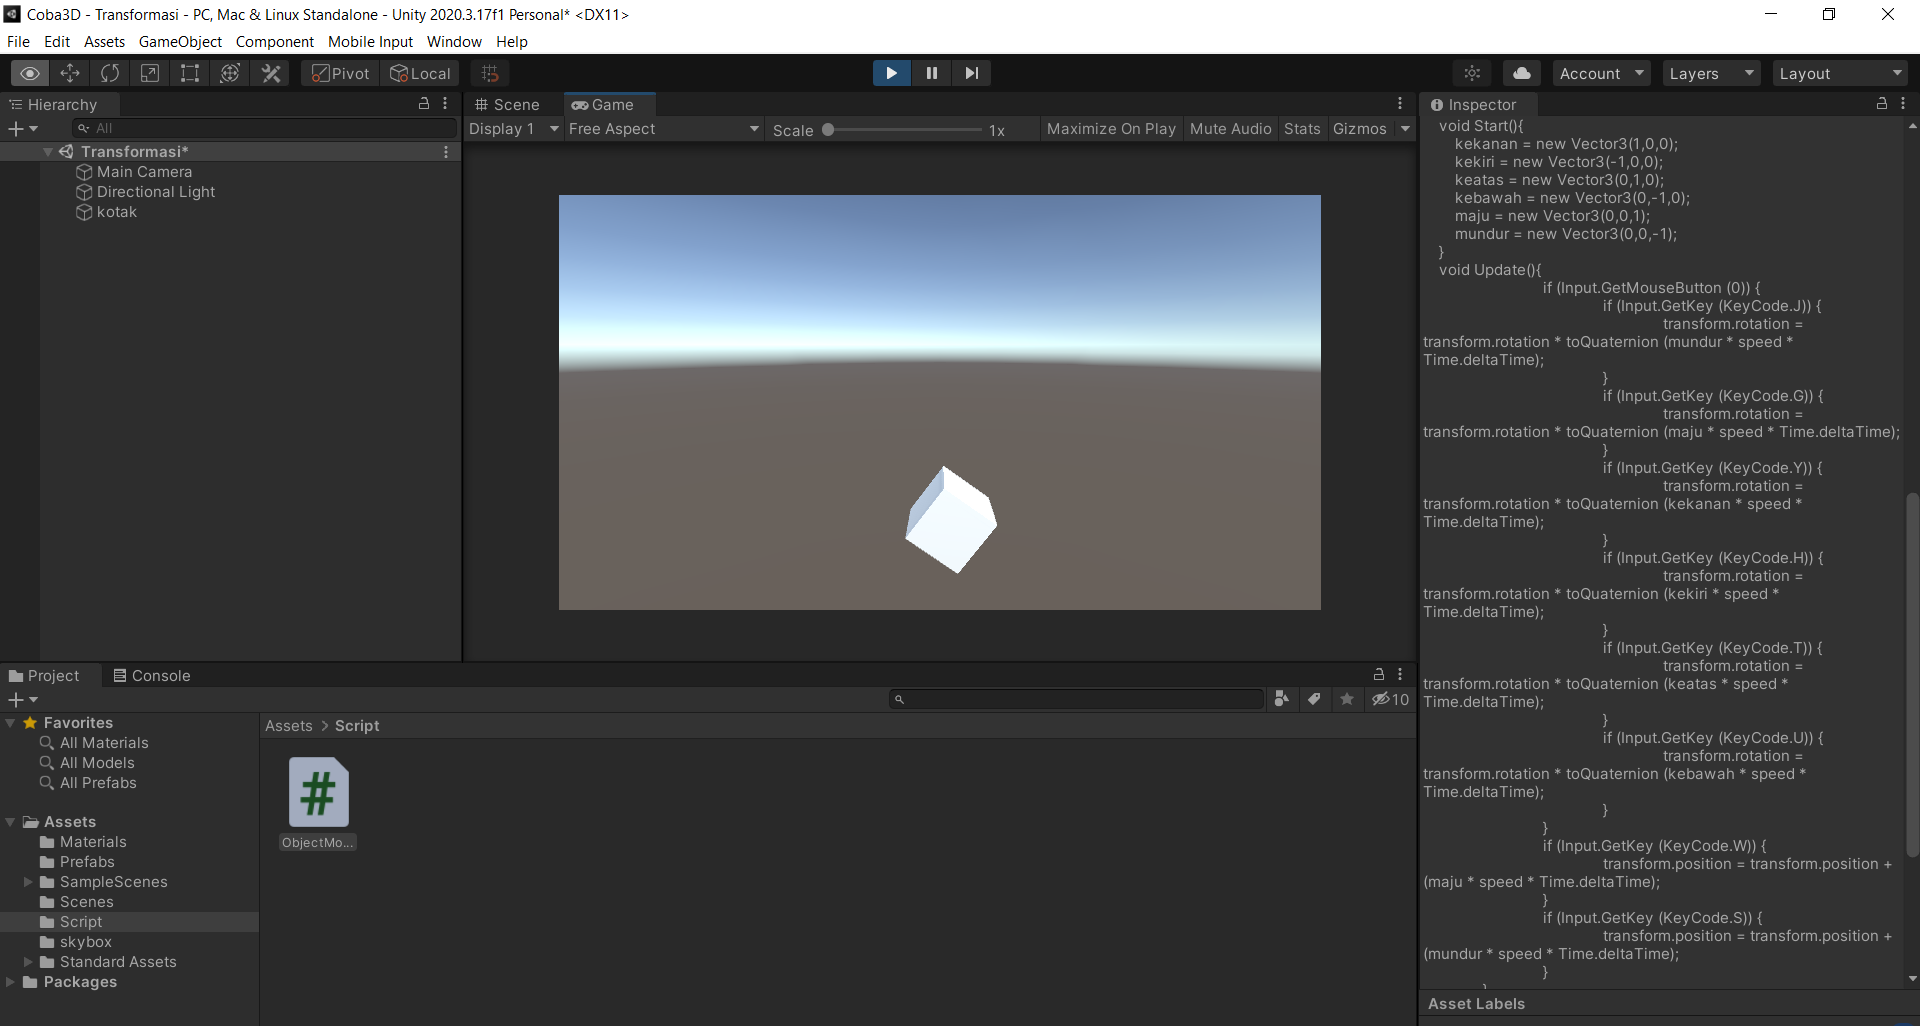 Coba3D - Transformasi - PC, Mac & Linux Standalone - Unity 2020.3.17f1 Personal* <DX11>
File Edit Assets GameObject Component Mobile Input Window Help
Pivot Local Account Layers Layout
Hierarchy
All
Transformasi*
Main Camera
Directional Light
kotak
Scene Game
Display 1 Free Aspect Scale 1x Maximize On Play Mute Audio Stats Gizmos
Inspector
void Start(){
kekanan = new Vector3(1,0,0);
kekiri = new Vector3(-1,0,0);
keatas = new Vector3(0,1,0);
kebawah = new Vector3(0,-1,0);
maju = new Vector3(0,0,1);
mundur = new Vector3(0,0,-1);
}
void Update(){
if (Input.GetMouseButton (0)) {
if (Input.GetKey (KeyCode.J)) {
transform.rotation =
transform.rotation * toQuaternion (mundur * speed *
Time.deltaTime);
}
if (Input.GetKey (KeyCode.G)) {
transform.rotation =
transform.rotation * toQuaternion (maju * speed * Time.deltaTime);
}
if (Input.GetKey (KeyCode.Y)) {
transform.rotation =
transform.rotation * toQuaternion (kekanan * speed *
Time.deltaTime);
}
if (Input.GetKey (KeyCode.H)) {
transform.rotation =
transform.rotation * toQuaternion (kekiri * speed *
Time.deltaTime);
}
if (Input.GetKey (KeyCode.T)) {
transform.rotation =
transform.rotation * toQuaternion (keatas * speed *
Time.deltaTime);
}
if (Input.GetKey (KeyCode.U)) {
transform.rotation =
transform.rotation * toQuaternion (kebawah * speed *
Time.deltaTime);
}
}
if (Input.GetKey (KeyCode.W)) {
transform.position = transform.position +
(maju * speed * Time.deltaTime);
}
if (Input.GetKey (KeyCode.S)) {
transform.position = transform.position +
(mundur * speed * Time.deltaTime);
}
Asset Labels
Project Console
10
Favorites
All Materials
All Models
All Prefabs
Assets
Materials
Prefabs
SampleScenes
Scenes
Script
skybox
Standard Assets
Packages
Assets > Script
#
ObjectMo...